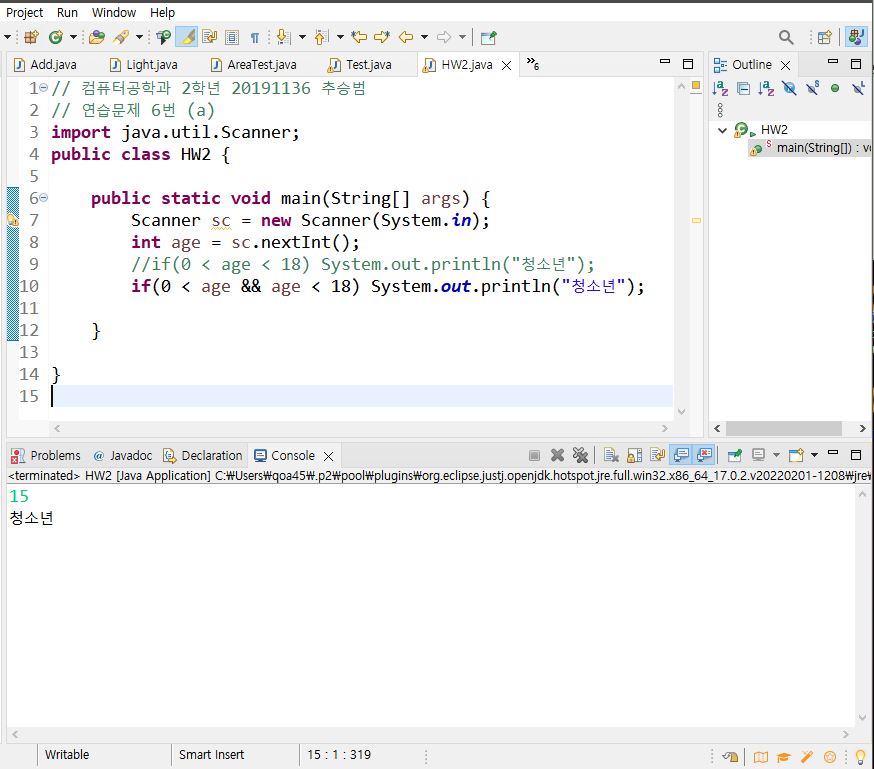 Project Run Window Help
Add.java Light.java AreaTest.java Test.java HW2.java »6
Outline
1 // 컴퓨터공학과 2학년 20191136 추승범
2 // 연습문제 6번 (a)
3 import java.util.Scanner;
4 public class HW2 {
5
6 public static void main(String[] args) {
7 Scanner sc = new Scanner(System.in);
8 int age = sc.nextInt();
9 //if(0 < age < 18) System.out.println("청소년");
10 if(0 < age && age < 18) System.out.println("청소년");
11
12 }
13
14 }
15
HW2
main(String[]) : vo
Problems @ Javadoc Declaration Console
<terminated> HW2 [Java Application] C:₩Users₩qoa45₩.p2₩pool₩plugins₩org.eclipse.justj.openjdk.hotspot.jre.full.win32.x86_64_17.0.2.v20220201-1208₩jre₩
15
청소년
Writable Smart Insert 15 : 1 : 319